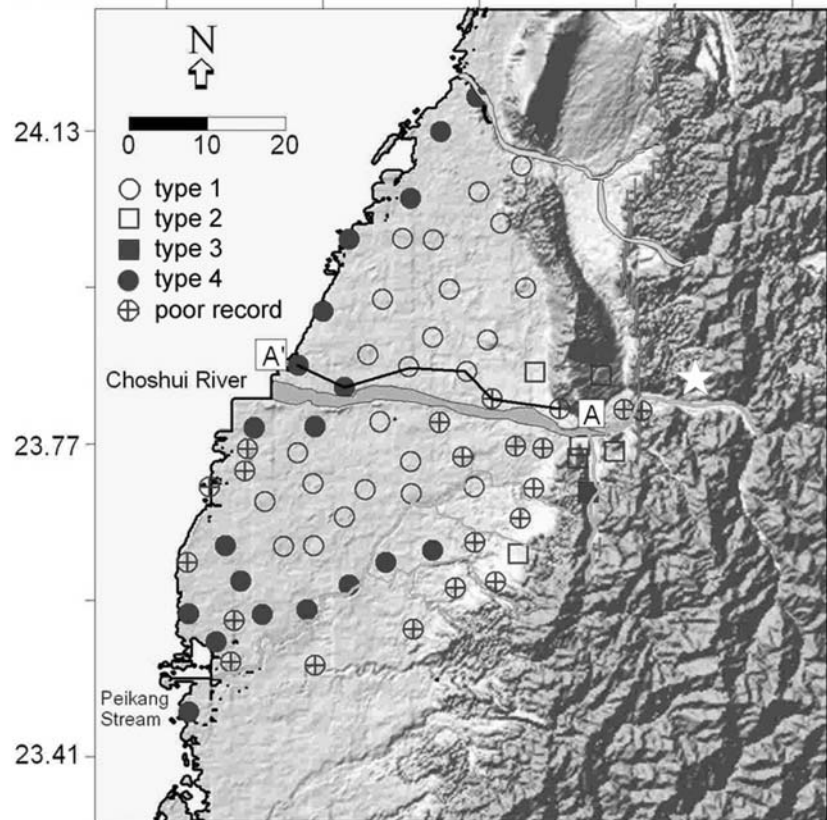 N
24.13
0 10 20
type 1
type 2
type 3
type 4
poor record
A'
Choshui River
A
23.77
Peikang
Stream
23.41